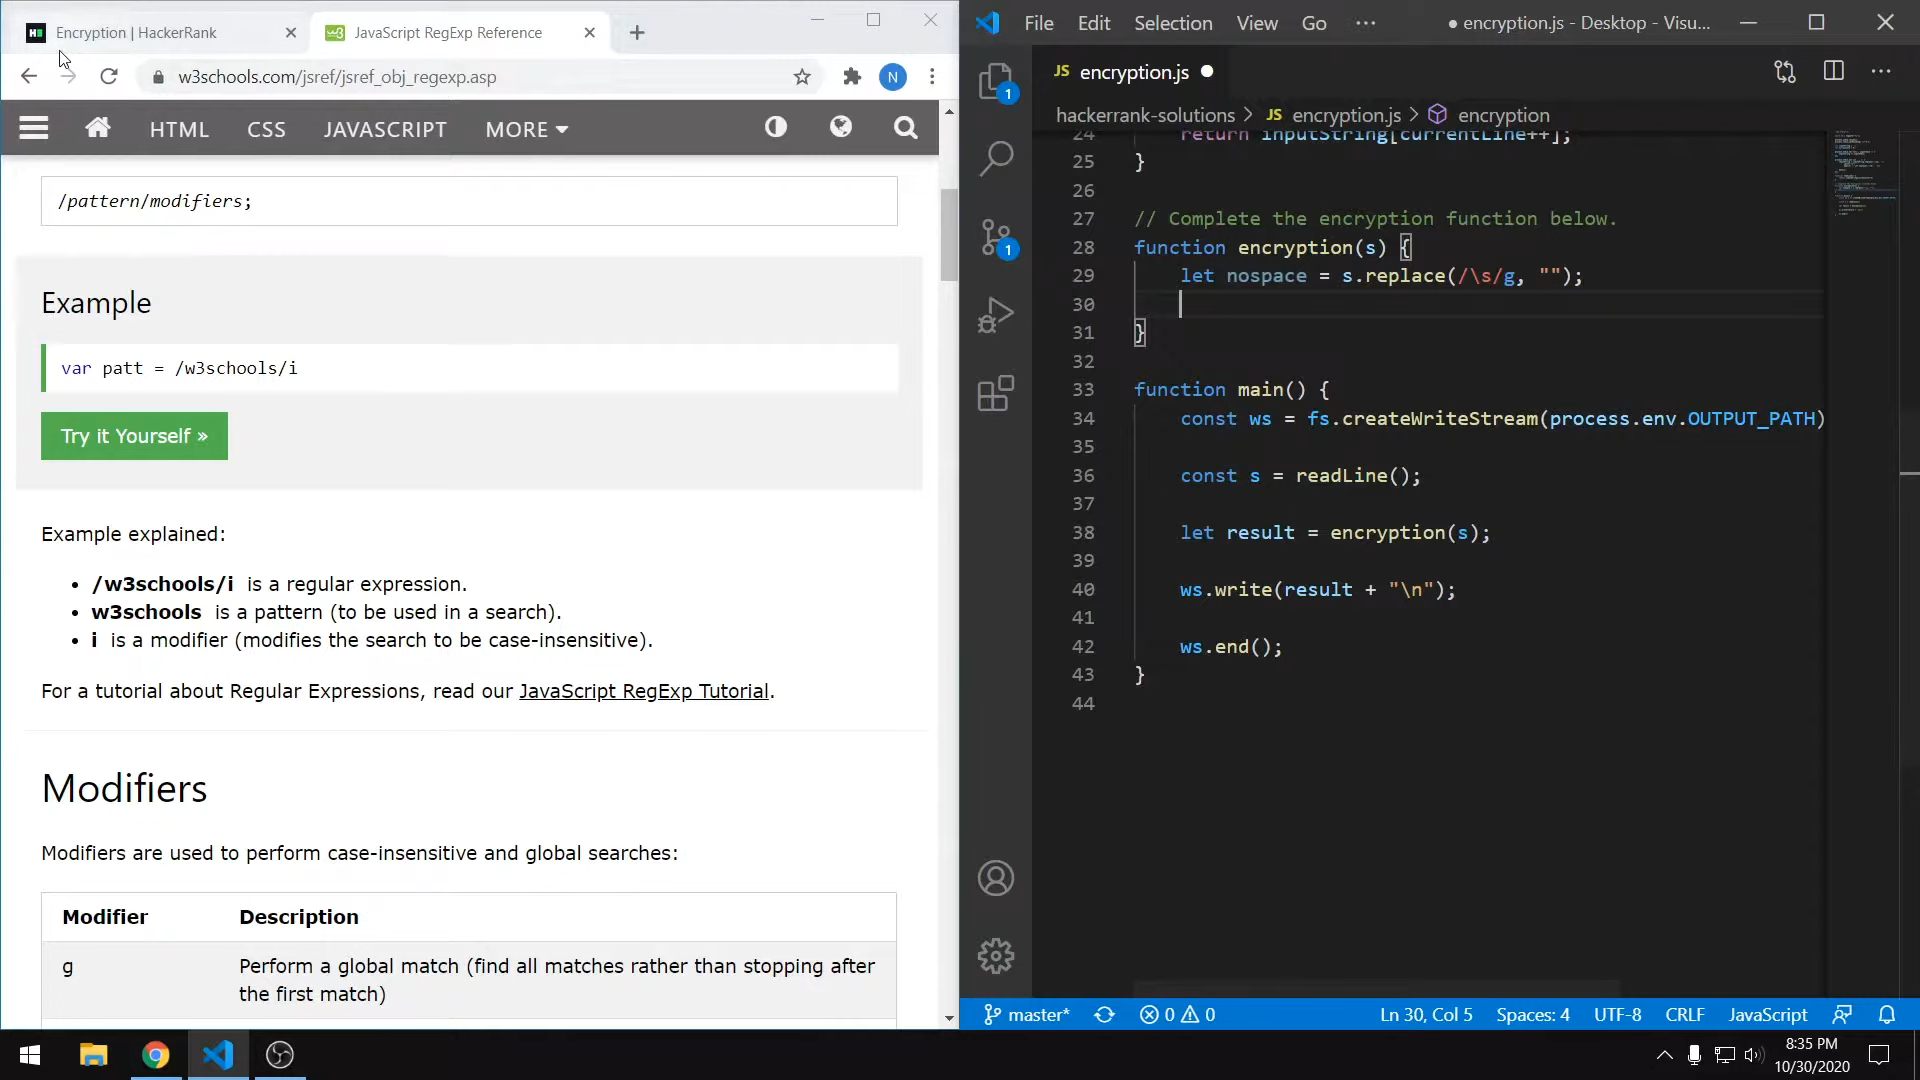 Encryption | HackerRank
JavaScript RegExp Reference
w3schools.com/jsref/jsref_obj_regexp.asp
N
HTML
CSS
JAVASCRIPT
MORE
/pattern/modifiers;
Example
var patt = /w3schools/i
Try it Yourself »
Example explained:
• /w3schools/i is a regular expression.
• w3schools is a pattern (to be used in a search).
• i is a modifier (modifies the search to be case-insensitive).
For a tutorial about Regular Expressions, read our JavaScript RegExp Tutorial.
Modifiers
Modifiers are used to perform case-insensitive and global searches:
Modifier Description
g Perform a global match (find all matches rather than stopping after
the first match)
File Edit Selection View Go ···
● encryption.js - Desktop - Visu...
JS encryption.js
1
1
hackerrank-solutions > JS encryption.js > encryption
24 return inputString[currentLine++];
25 }
26
27 // Complete the encryption function below.
28 function encryption(s) {
29 let nospace = s.replace(/\s/g, "");
30
31 }
32
33 function main() {
34 const ws = fs.createWriteStream(process.env.OUTPUT_PATH)
35
36 const s = readLine();
37
38 let result = encryption(s);
39
40 ws.write(result + "\n");
41
42 ws.end();
43 }
44
master* 0 0 Ln 30, Col 5 Spaces: 4 UTF-8 CRLF JavaScript
8:35 PM
10/30/2020